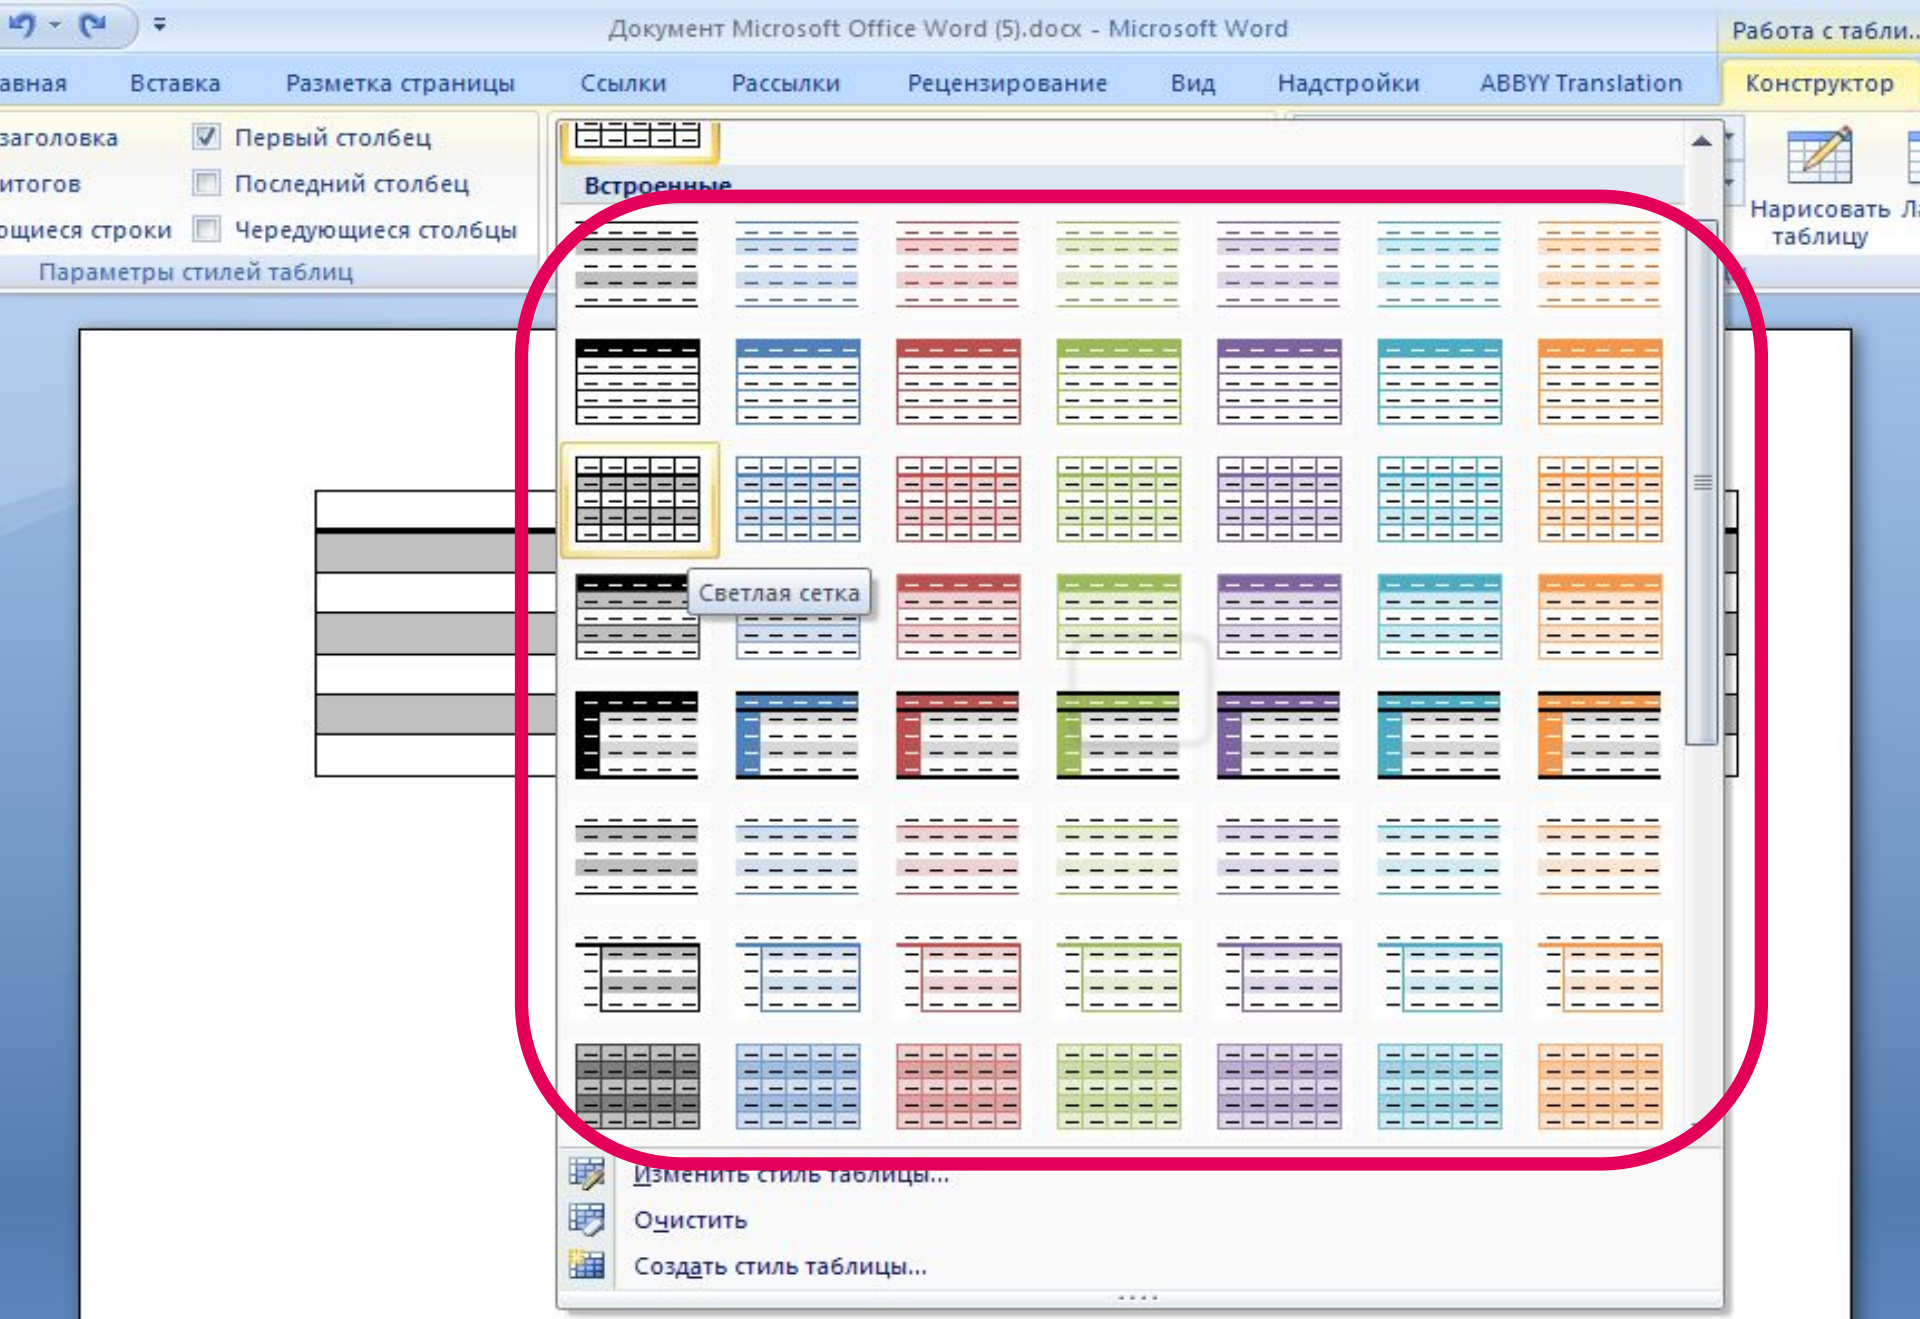 Документ Microsoft Office Word (5).docx - Microsoft Word
Работа с табли...
авная Вставка Разметка страницы Ссылки Рассылки Рецензирование Вид Надстройки ABBYY Translation Конструктор
заголовка Первый столбец
итогов Последний столбец
ющиеся строки Чередующиеся столбцы
Параметры стилей таблиц
Нарисовать Ла
таблицу
Встроенные
Светлая сетка
Изменить стиль таблицы...
Очистить
Создать стиль таблицы...